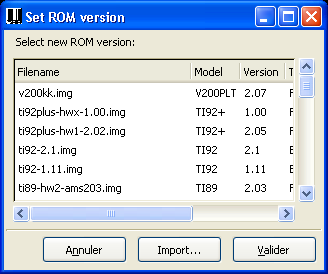 Set ROM version
Select new ROM version:
Filename Model Version T
v200kk.img V200PLT 2.07 F
ti92plus-hwx-1.00.img TI92+ 1.00 F
ti92plus-hw1-2.02.img TI92+ 2.05 F
ti92-2.1.img TI92 2.1 E
ti92-1.11.img TI92 1.11 E
ti89-hw2-ams203.img TI89 2.03 F
Annuler Import... Valider